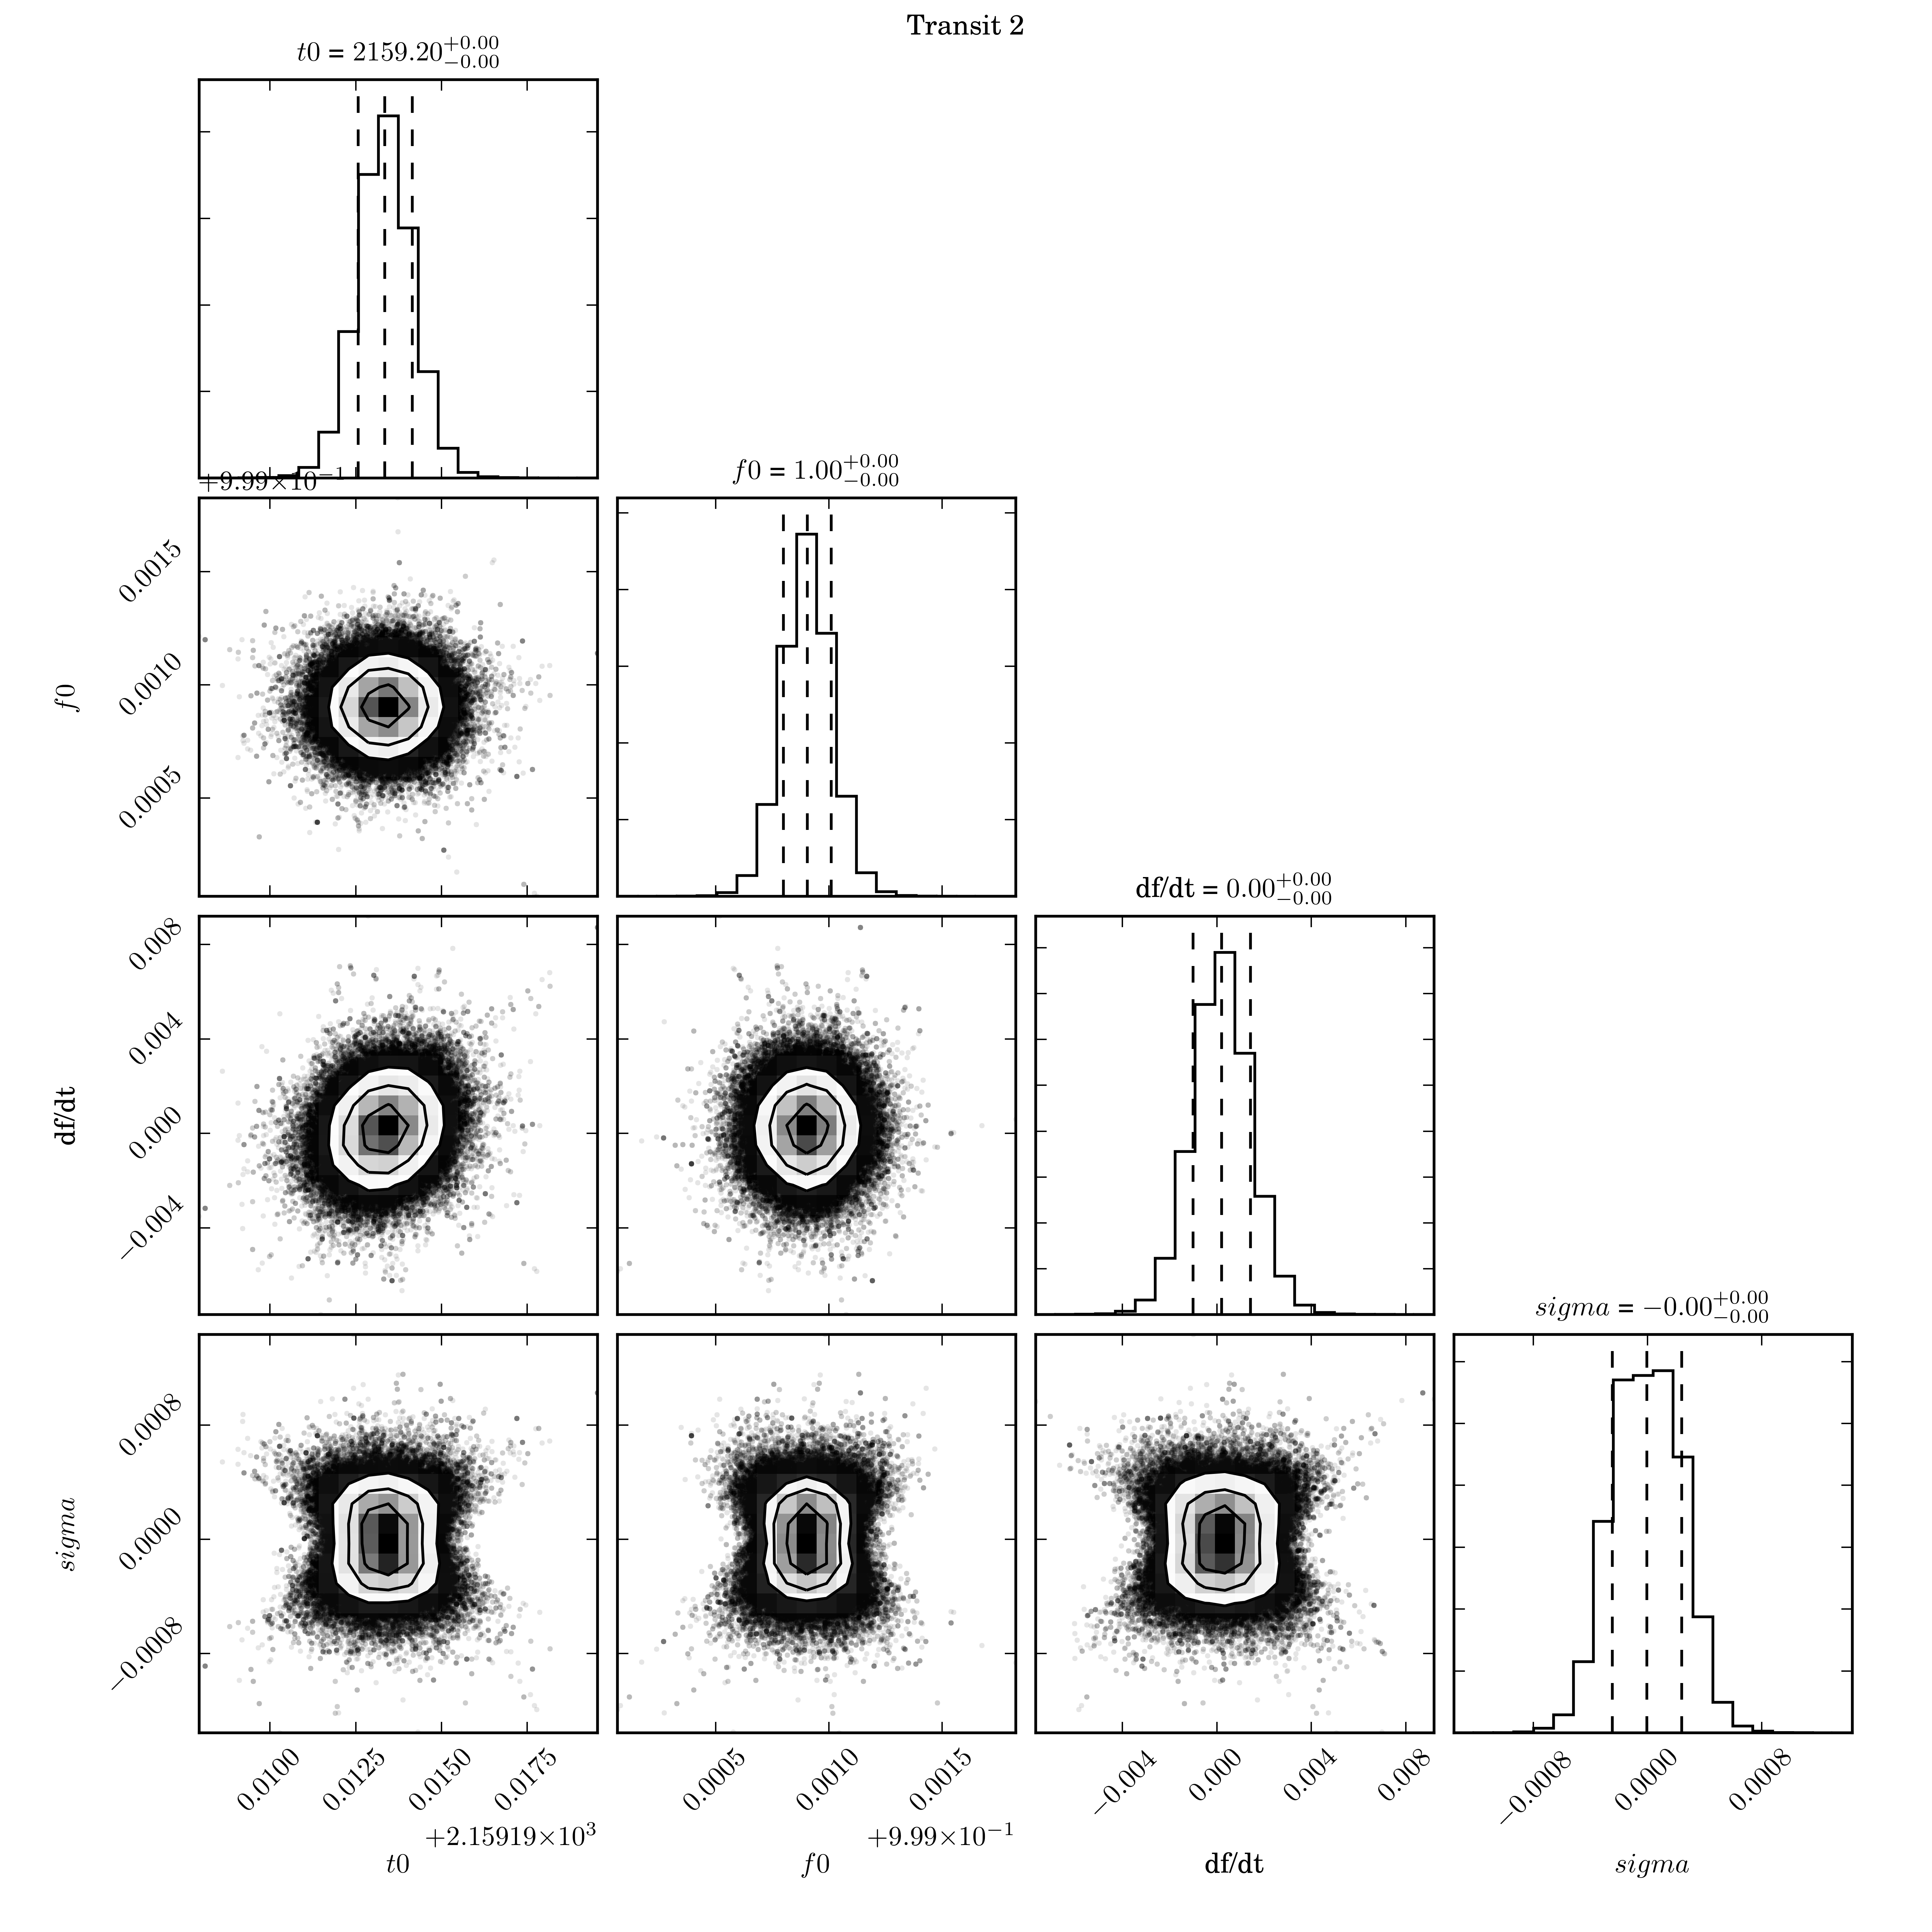 Transit 2
t0 = 2159.20^{+0.00}_{-0.00}
+9.99×10^{-1}
f0 = 1.00^{+0.00}_{-0.00}
0.0015
0.0010
0.0005
f0
df/dt = 0.00^{+0.00}_{-0.00}
0.008
0.004
0.000
−0.004
df/dt
sigma = −0.00^{+0.00}_{-0.00}
0.0008
0.0000
−0.0008
sigma
0.0100 0.0125 0.0150 0.0175 0.0005 0.0010 0.0015 −0.004 0.000 0.004 0.008 −0.0008 0.0000 0.0008
+2.15919×10^3 +9.99×10^{-1}
t0 f0 df/dt sigma